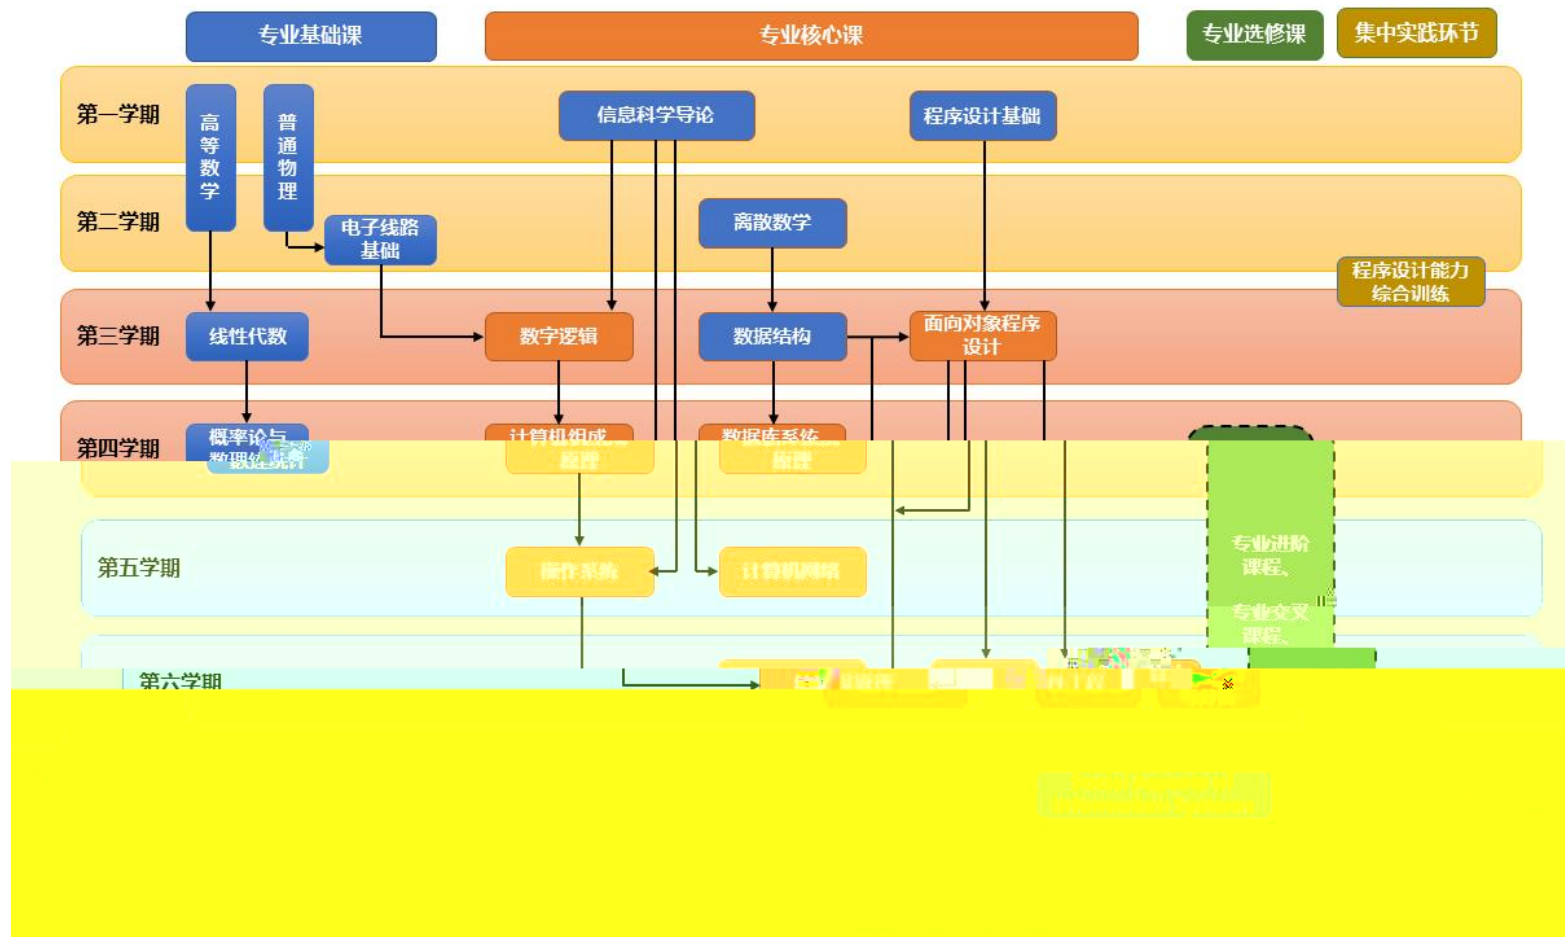 专业基础课
专业核心课
专业选修课
集中实践环节
第一学期
高
等
数
学
普
通
物
理
信息科学导论
程序设计基础
第二学期
电子线路
基础
离散数学
程序设计能力
综合训练
第三学期
线性代数
数字逻辑
数据结构
面向对象程序
设计
第四学期
概率论与
数理统计
计算机组成
原理
数据库系统
原理
第五学期
操作系统
计算机网络
专业进阶
课程、
专业交叉
课程、
第六学期